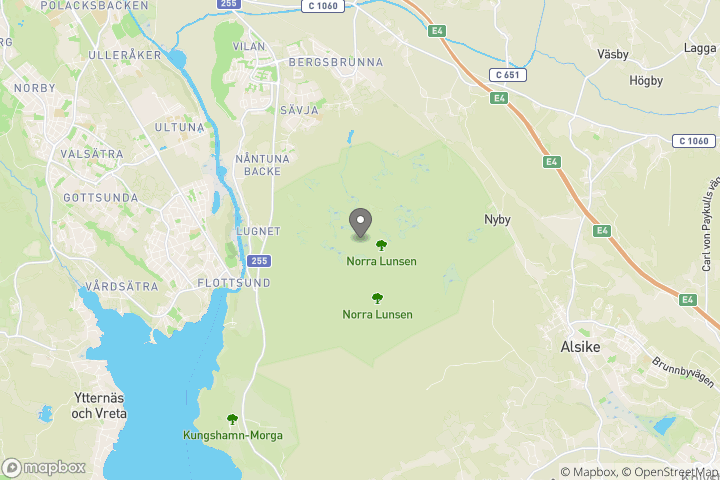 POLACKSBACKEN
255
C 1060
E4
Lagga
ULLERÅKER
VILAN
BERGSBRUNNA
C 651
Väsby
Högby
NORBY
SÄVJA
E4
ULTUNA
C 1060
VALSÄTRA
NÅNTUNA
BACKE
E4
GOTTSUNDA
Carl von Paykulls väg
Nyby
LUGNET
E4
Norra Lunsen
255
VÅRDSÄTRA
FLOTTSUND
E4
Norra Lunsen
Alsike
Brunnbyvägen
Ytternäs
och Vreta
Kungshamn-Morga
mapbox
© Mapbox, © OpenStreetMap